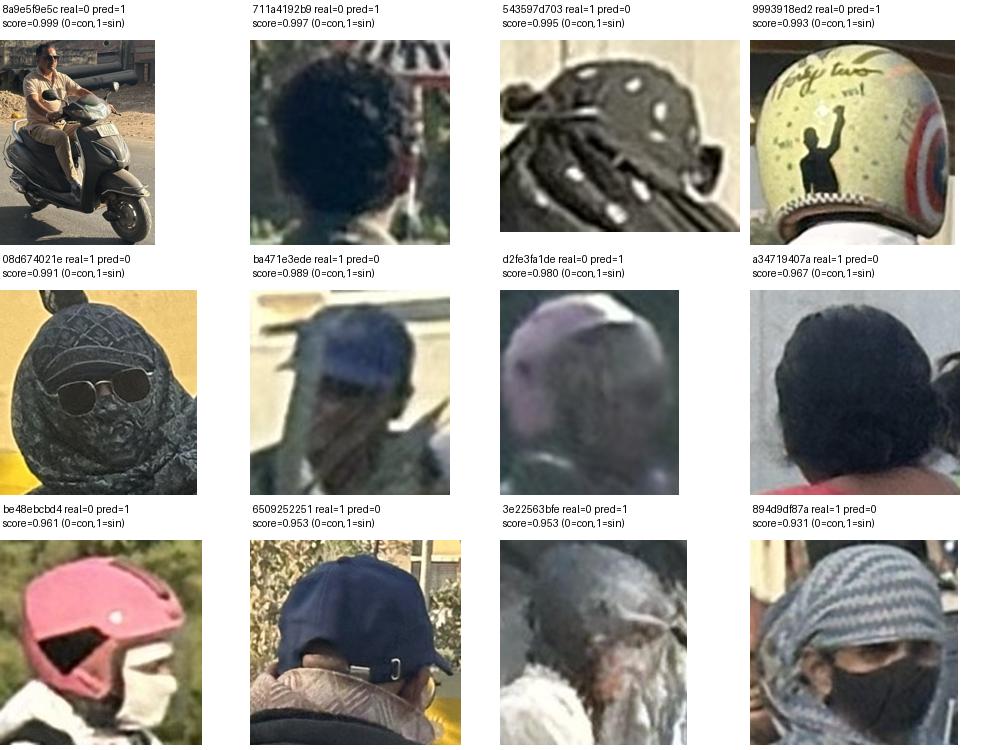 8a9e5f9e5c real=0 pred=1
score=0.999 (0=con,1=sin)
711a4192b9 real=0 pred=1
score=0.997 (0=con,1=sin)
543597d703 real=1 pred=0
score=0.995 (0=con,1=sin)
9993918ed2 real=0 pred=1
score=0.993 (0=con,1=sin)
forty two
08d674021e real=1 pred=0
score=0.991 (0=con,1=sin)
ba471e3ede real=1 pred=0
score=0.989 (0=con,1=sin)
d2fe3fa1de real=0 pred=1
score=0.980 (0=con,1=sin)
a34719407a real=1 pred=0
score=0.967 (0=con,1=sin)
be48ebcbd4 real=0 pred=1
score=0.961 (0=con,1=sin)
6509252251 real=1 pred=0
score=0.953 (0=con,1=sin)
3e22563bfe real=0 pred=1
score=0.953 (0=con,1=sin)
894d9df87a real=1 pred=0
score=0.931 (0=con,1=sin)